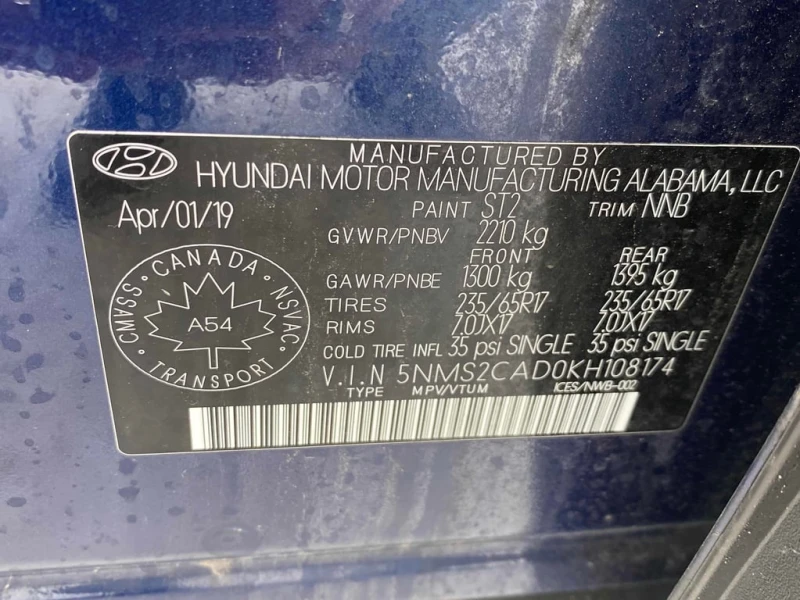 MANUFACTURED BY
HYUNDAI MOTOR MANUFACTURING ALABAMA, LLC
Apr/01/19 PAINT ST2 TRIM NNB
GVWR/PNBV 2210 kg
FRONT REAR
GAWR/PNBE 1300 kg 1395 kg
TIRES 235/65R17 235/65R17
RIMS 7.0JX17 7.0JX17
COLD TIRE INFL 35 psi SINGLE 35 psi SINGLE
V.I.N 5NMS2CAD0KH108174
TYPE MPV/VTUM ICES/NWB-002
CANADA
CMVSS NSVAC
A54
TRANSPORT